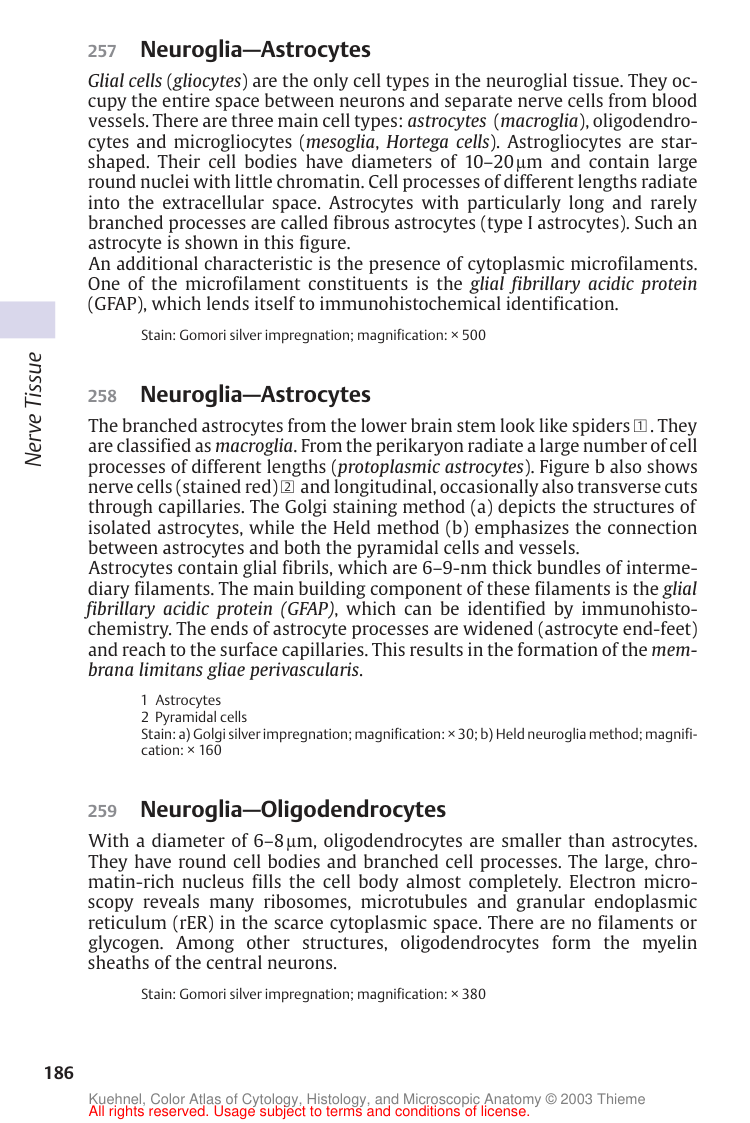 257 Neuroglia—Astrocytes
Glial cells (gliocytes) are the only cell types in the neuroglial tissue. They oc-
cupy the entire space between neurons and separate nerve cells from blood
vessels. There are three main cell types: astrocytes (macroglia), oligodendro-
cytes and microgliocytes (mesoglia, Hortega cells). Astrogliocytes are star-
shaped. Their cell bodies have diameters of 10–20 µm and contain large
round nuclei with little chromatin. Cell processes of different lengths radiate
into the extracellular space. Astrocytes with particularly long and rarely
branched processes are called fibrous astrocytes (type I astrocytes). Such an
astrocyte is shown in this figure.
An additional characteristic is the presence of cytoplasmic microfilaments.
One of the microfilament constituents is the glial fibrillary acidic protein
(GFAP), which lends itself to immunohistochemical identification.
Stain: Gomori silver impregnation; magnification: × 500
Nerve Tissue
258 Neuroglia—Astrocytes
The branched astrocytes from the lower brain stem look like spiders 1. They
are classified as macroglia. From the perikaryon radiate a large number of cell
processes of different lengths (protoplasmic astrocytes). Figure b also shows
nerve cells (stained red) 2 and longitudinal, occasionally also transverse cuts
through capillaries. The Golgi staining method (a) depicts the structures of
isolated astrocytes, while the Held method (b) emphasizes the connection
between astrocytes and both the pyramidal cells and vessels.
Astrocytes contain glial fibrils, which are 6–9-nm thick bundles of interme-
diary filaments. The main building component of these filaments is the glial
fibrillary acidic protein (GFAP), which can be identified by immunohisto-
chemistry. The ends of astrocyte processes are widened (astrocyte end-feet)
and reach to the surface capillaries. This results in the formation of the mem-
brana limitans gliae perivascularis.
1 Astrocytes
2 Pyramidal cells
Stain: a) Golgi silver impregnation; magnification: × 30; b) Held neuroglia method; magnifi-
cation: × 160
259 Neuroglia—Oligodendrocytes
With a diameter of 6–8 µm, oligodendrocytes are smaller than astrocytes.
They have round cell bodies and branched cell processes. The large, chro-
matin-rich nucleus fills the cell body almost completely. Electron micro-
scopy reveals many ribosomes, microtubules and granular endoplasmic
reticulum (rER) in the scarce cytoplasmic space. There are no filaments or
glycogen. Among other structures, oligodendrocytes form the myelin
sheaths of the central neurons.
Stain: Gomori silver impregnation; magnification: × 380
186
Kuehnel, Color Atlas of Cytology, Histology, and Microscopic Anatomy © 2003 Thieme
All rights reserved. Usage subject to terms and conditions of license.